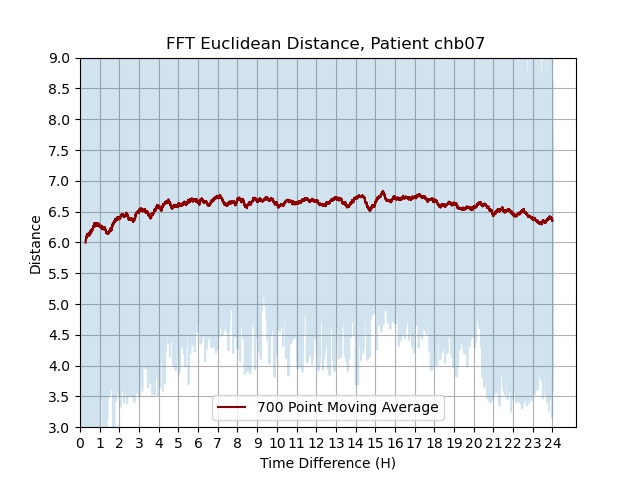 FFT Euclidean Distance, Patient chb07
9.0
8.5
8.0
7.5
7.0
6.5
6.0
5.5
5.0
4.5
4.0
3.5
3.0
Distance
700 Point Moving Average
0 1 2 3 4 5 6 7 8 9 10 11 12 13 14 15 16 17 18 19 20 21 22 23 24
Time Difference (H)